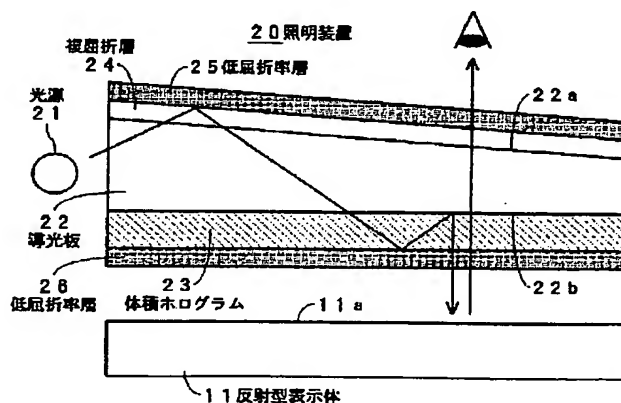 20照明装置
複屈折層
24
25低屈折率層
光源
21
22a
22
導光板
26
低屈折率層
23
体積ホログラム
22b
11a
11反射型表示体